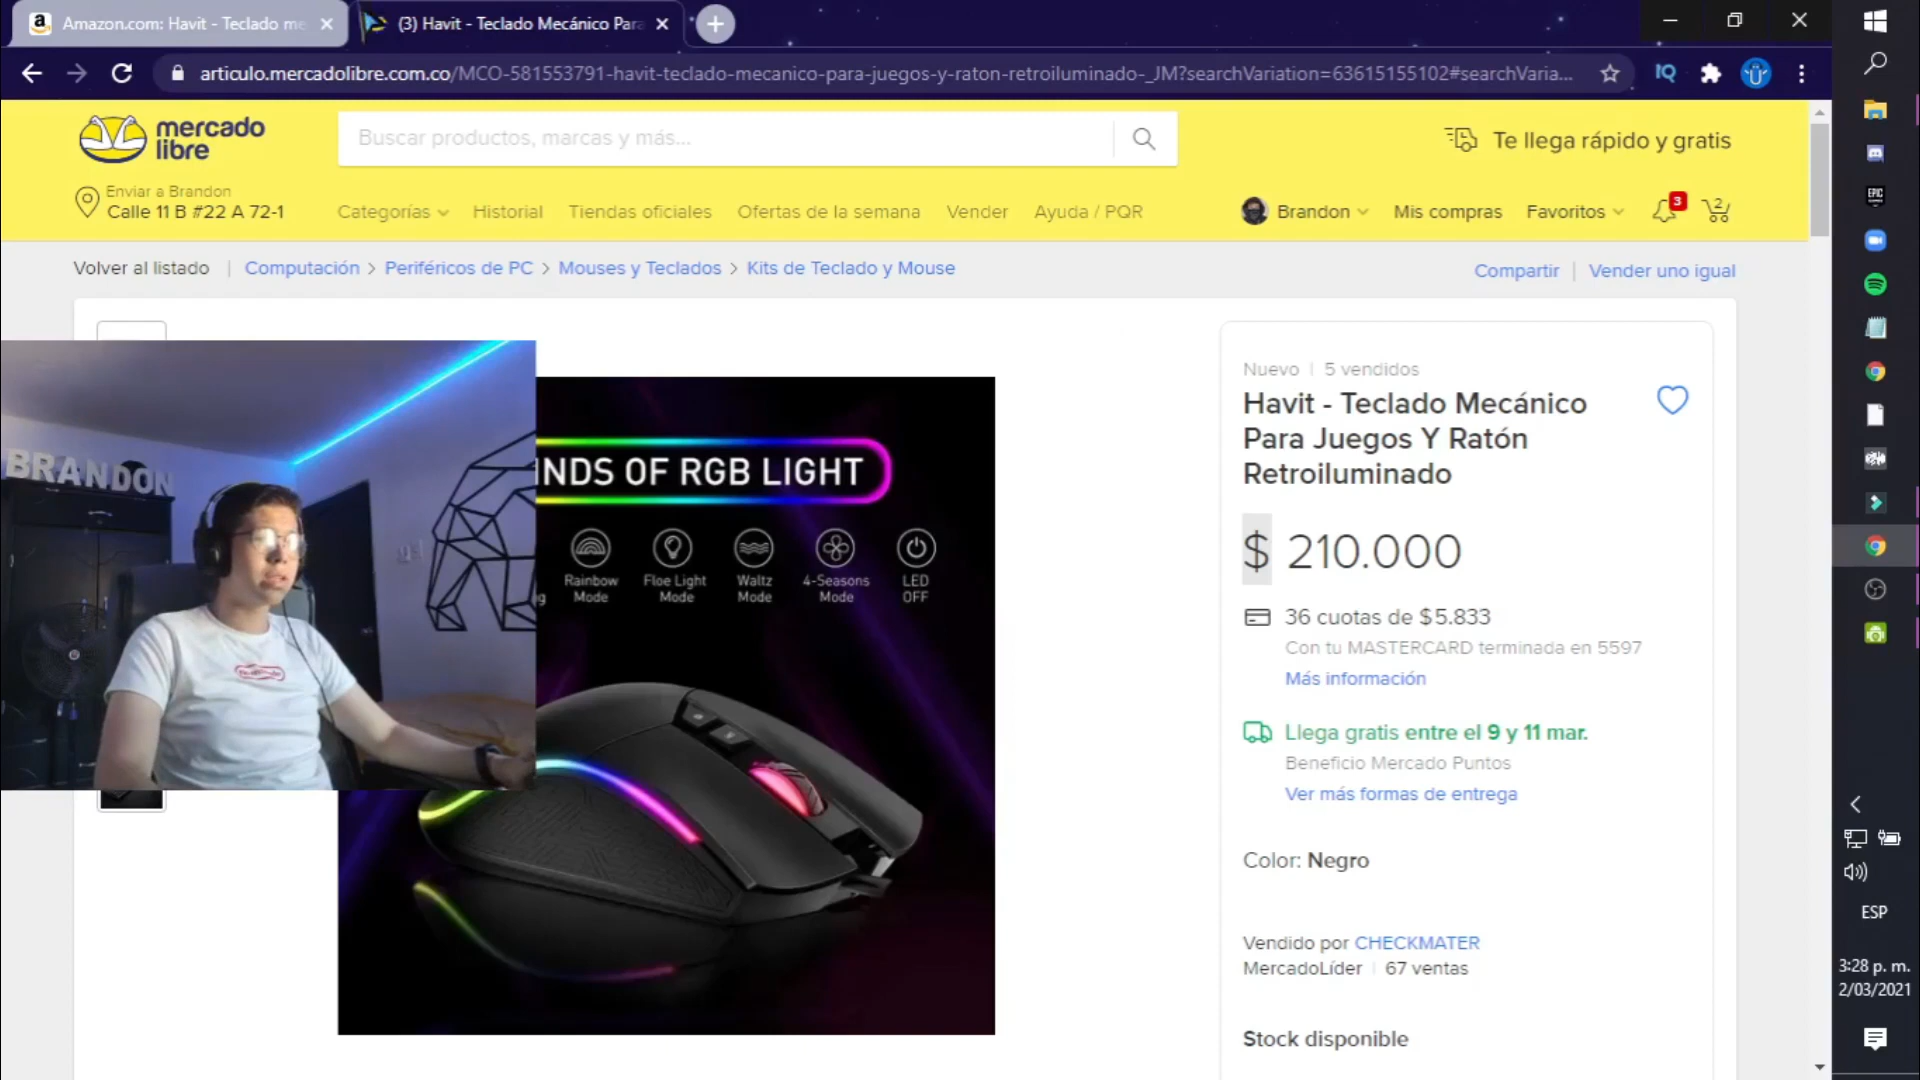 Amazon.com: Havit - Teclado me
(3) Havit - Teclado Mecánico Para
articulo.mercadolibre.com.co/MCO-581553791-havit-teclado-mecanico-para-juegos-y-raton-retroiluminado-_JM?searchVariation=63615155102#searchVaria...
IQ
mercado
libre
Buscar productos, marcas y más...
Te llega rápido y gratis
Enviar a Brandon
Calle 11 B #22 A 72-1
Categorías
Historial
Tiendas oficiales
Ofertas de la semana
Vender
Ayuda / PQR
Brandon
Mis compras
Favoritos
3
2
Volver al listado
Computación > Periféricos de PC > Mouses y Teclados > Kits de Teclado y Mouse
Compartir
Vender uno igual
BRANDON
INDS OF RGB LIGHT
Rainbow
Mode
Floe Light
Mode
Waltz
Mode
4-Seasons
Mode
LED
OFF
g
Nuevo | 5 vendidos
Havit - Teclado Mecánico
Para Juegos Y Ratón
Retroiluminado
$ 210.000
36 cuotas de $5.833
Con tu MASTERCARD terminada en 5597
Más información
Llega gratis entre el 9 y 11 mar.
Beneficio Mercado Puntos
Ver más formas de entrega
Color: Negro
Vendido por CHECKMATER
MercadoLíder | 67 ventas
Stock disponible
EPIC
ESP
3:28 p. m.
2/03/2021